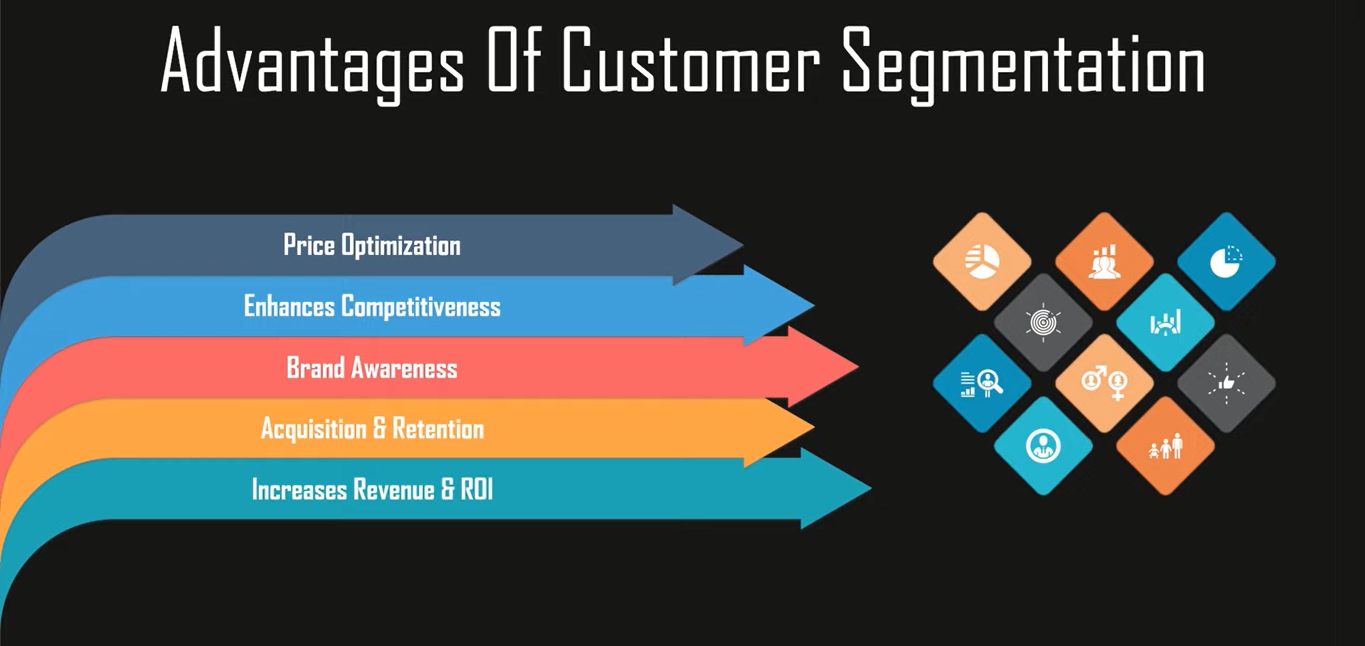 Advantages Of Customer Segmentation
Price Optimization
Enhances Competitiveness
Brand Awareness
Acquisition & Retention
Increases Revenue & ROI